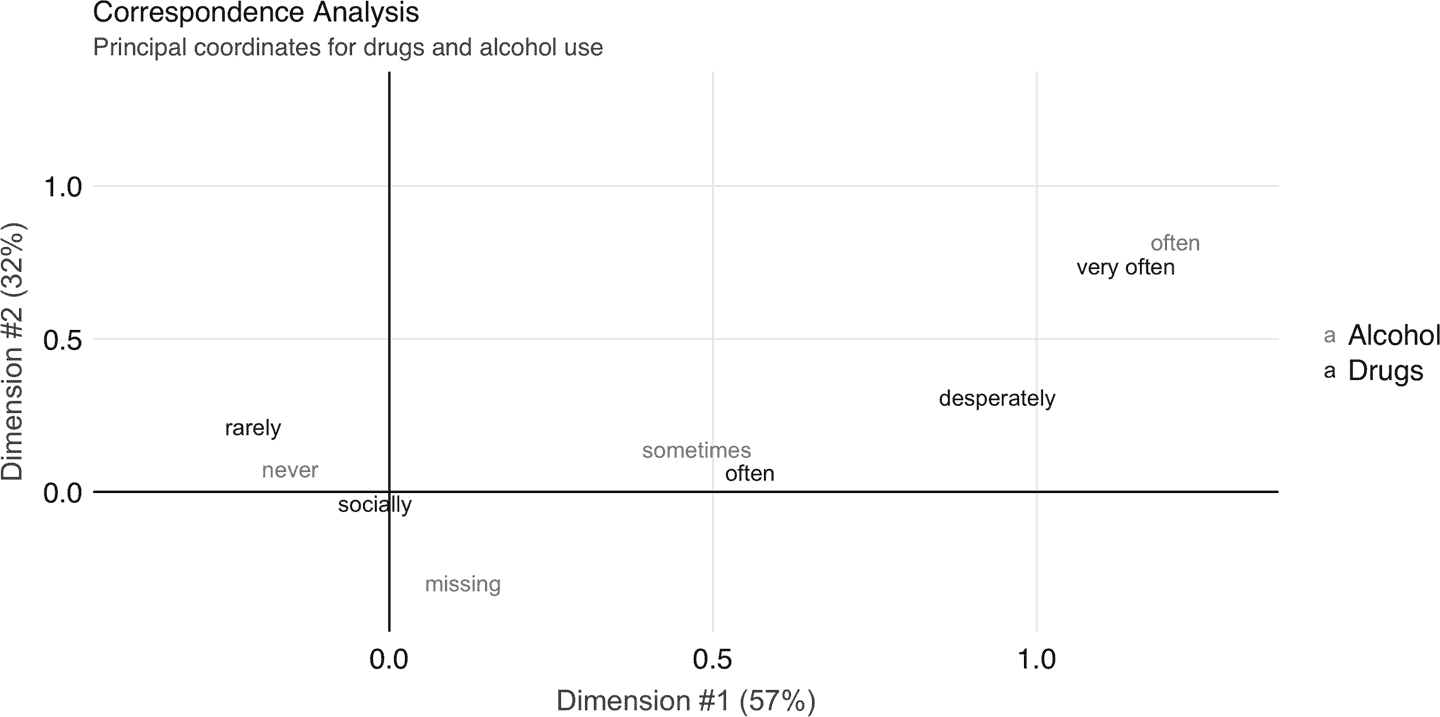 Correspondence Analysis
Principal coordinates for drugs and alcohol use
1.0
0.5
0.0
Dimension #2 (32%)
often
very often
desperately
rarely
sometimes
never
often
socially
missing
a Alcohol
a Drugs
0.0 0.5 1.0
Dimension #1 (57%)